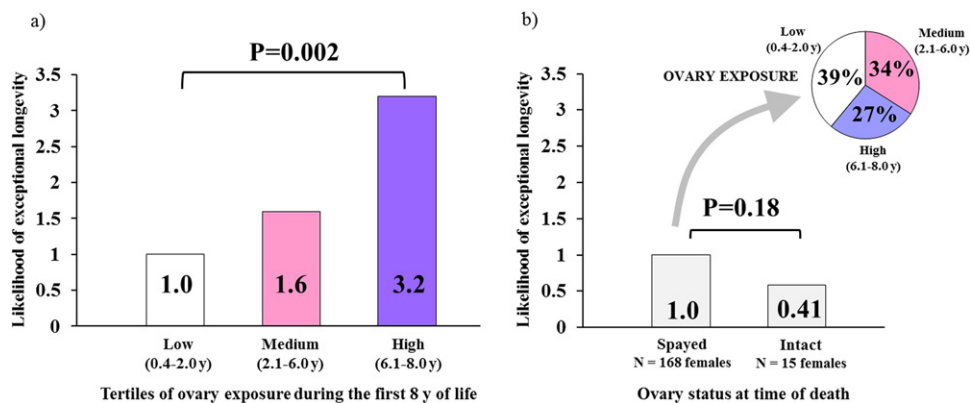 a)
P=0.002
Likelihood of exceptional longevity
3.5
3
2.5
2
1.5
1
0.5
0
1.0
1.6
3.2
Low
(0.4-2.0 y)
Medium
(2.1-6.0 y)
High
(6.1-8.0 y)
Tertiles of ovary exposure during the first 8 y of life
b)
Low
(0.4-2.0 y)
Medium
(2.1-6.0 y)
OVARY EXPOSURE
39%
34%
27%
High
(6.1-8.0 y)
Likelihood of exceptional longevity
3.5
3
2.5
2
1.5
1
0.5
0
P=0.18
1.0
0.41
Spayed
N = 168 females
Intact
N = 15 females
Ovary status at time of death